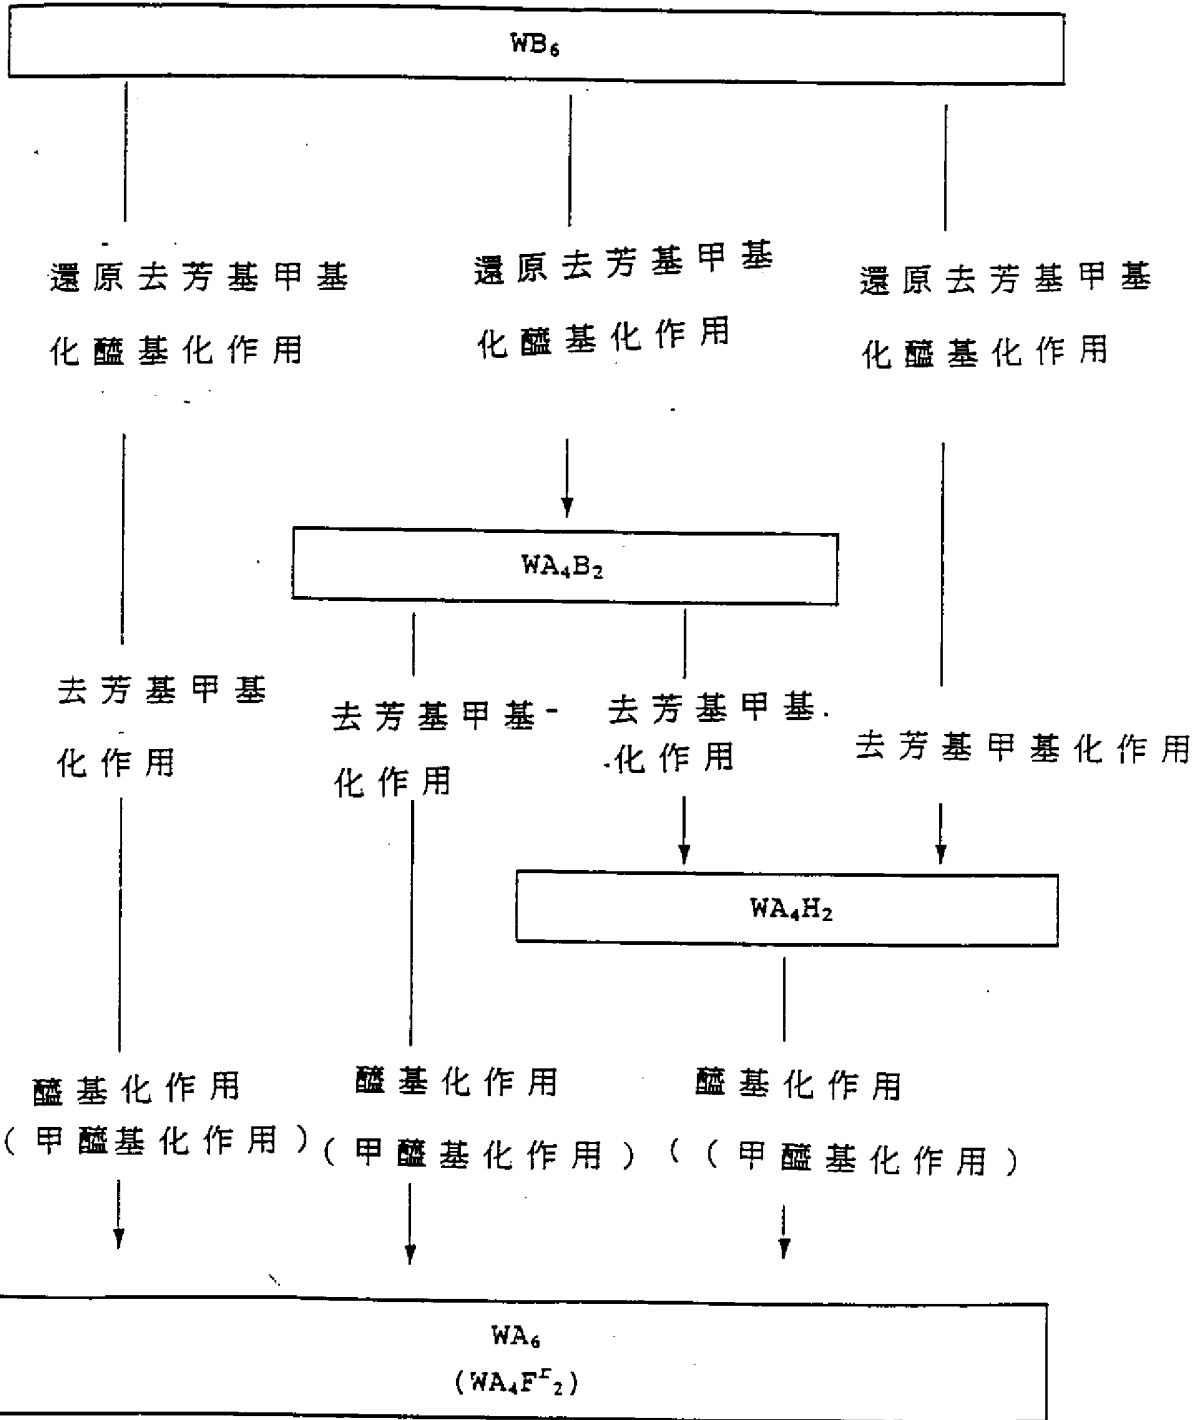 WB₆
還原去芳基甲基
化醯基化作用
還原去芳基甲基
化醯基化作用
還原去芳基甲基
化醯基化作用
WA₄B₂
去芳基甲基
化作用
去芳基甲基-
化作用
去芳基甲基.
化作用
去芳基甲基化作用
WA₄H₂
醯基化作用
(甲醯基化作用)
醯基化作用
(甲醯基化作用)
醯基化作用
((甲醯基化作用)
WA₆
(WA₄Fʳ₂)